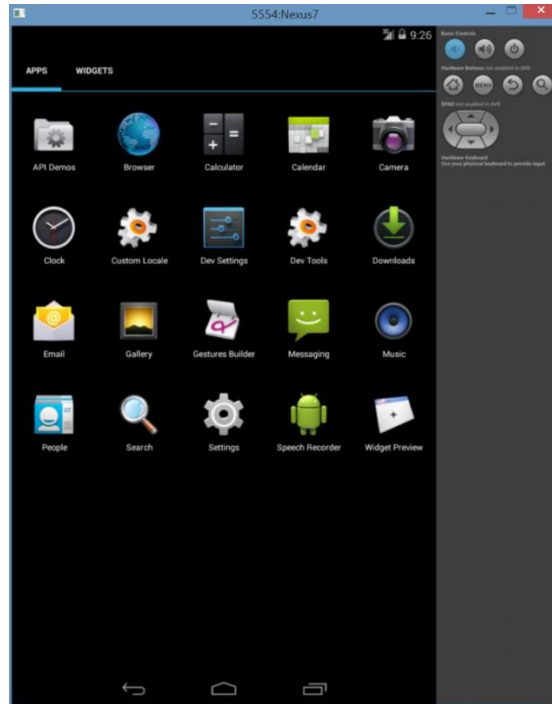 5554:Nexus7
9:26
APPS WIDGETS
API Demos Browser Calculator Calendar Camera
Clock Custom Locale Dev Settings Dev Tools Downloads
Email Gallery Gestures Builder Messaging Music
People Search Settings Speech Recorder Widget Preview
Basic Controls
Hardware Buttons not enabled in AVD
MENU
DPAD not enabled in AVD
Hardware Keyboard
Use your physical keyboard to provide input